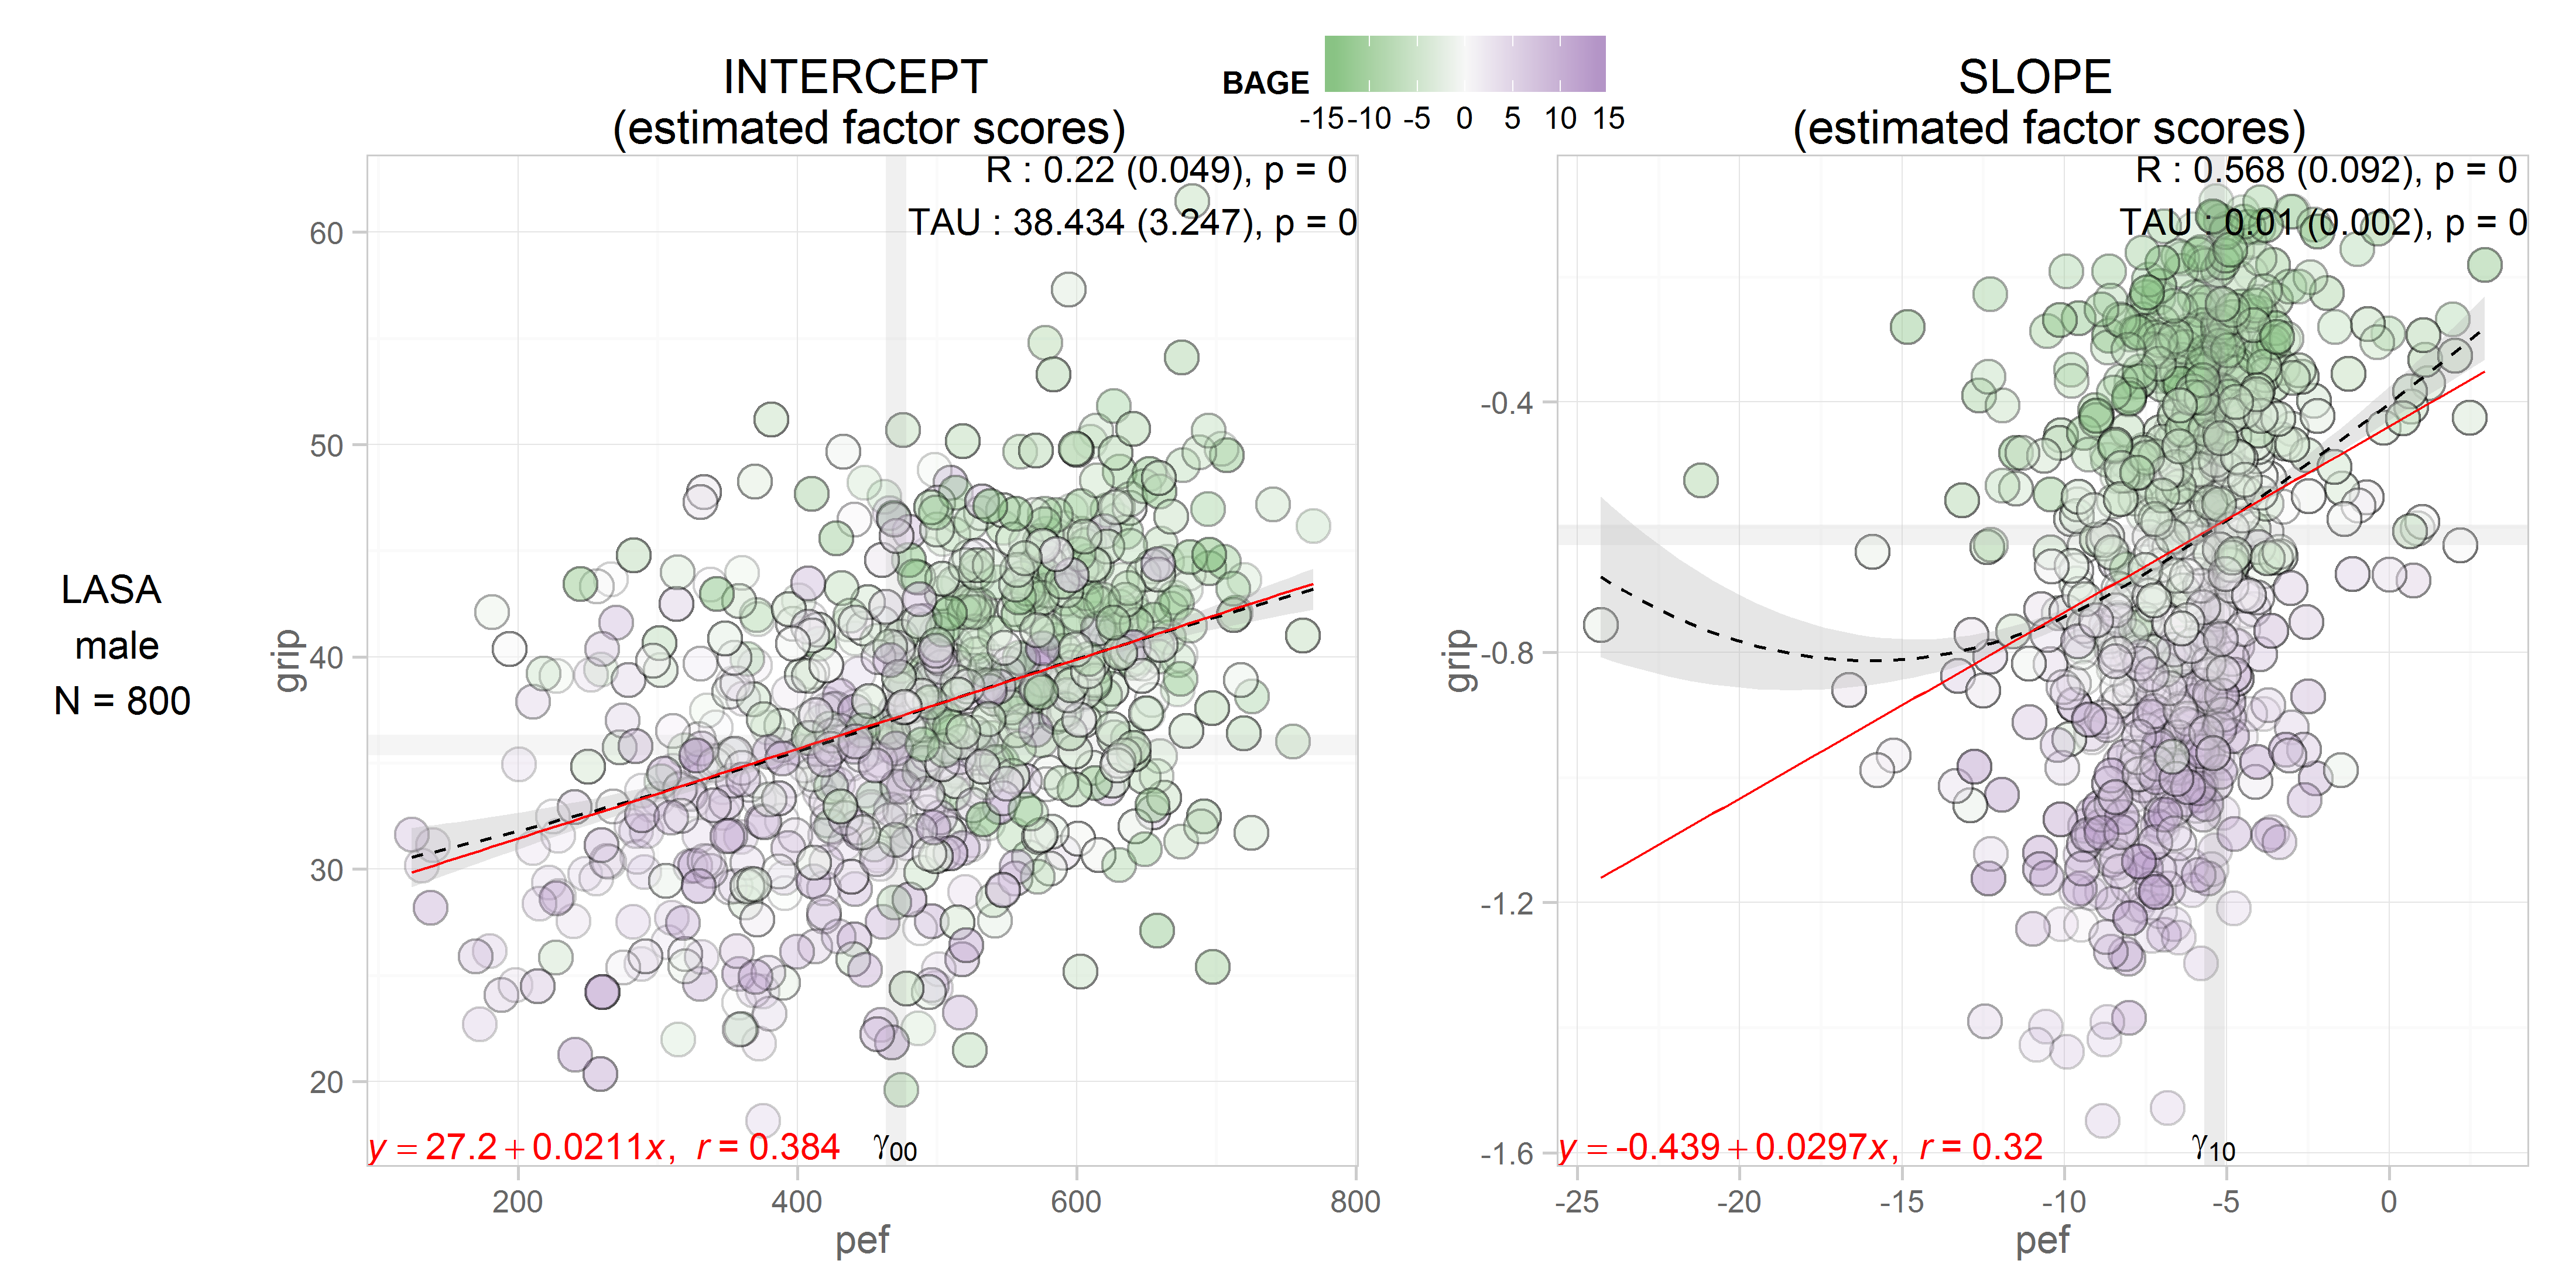 BAGE
-15 -10 -5 0 5 10 15
INTERCEPT
(estimated factor scores)
R : 0.22 (0.049), p = 0
TAU : 38.434 (3.247), p = 0
60
50
40
30
20
grip
LASA
male
N = 800
y = 27.2 + 0.0211x, r = 0.384
γ00
200 400 600 800
pef
SLOPE
(estimated factor scores)
R : 0.568 (0.092), p = 0
TAU : 0.01 (0.002), p = 0
-0.4
-0.8
-1.2
-1.6
grip
y = -0.439 + 0.0297x, r = 0.32
γ10
-25 -20 -15 -10 -5 0
pef